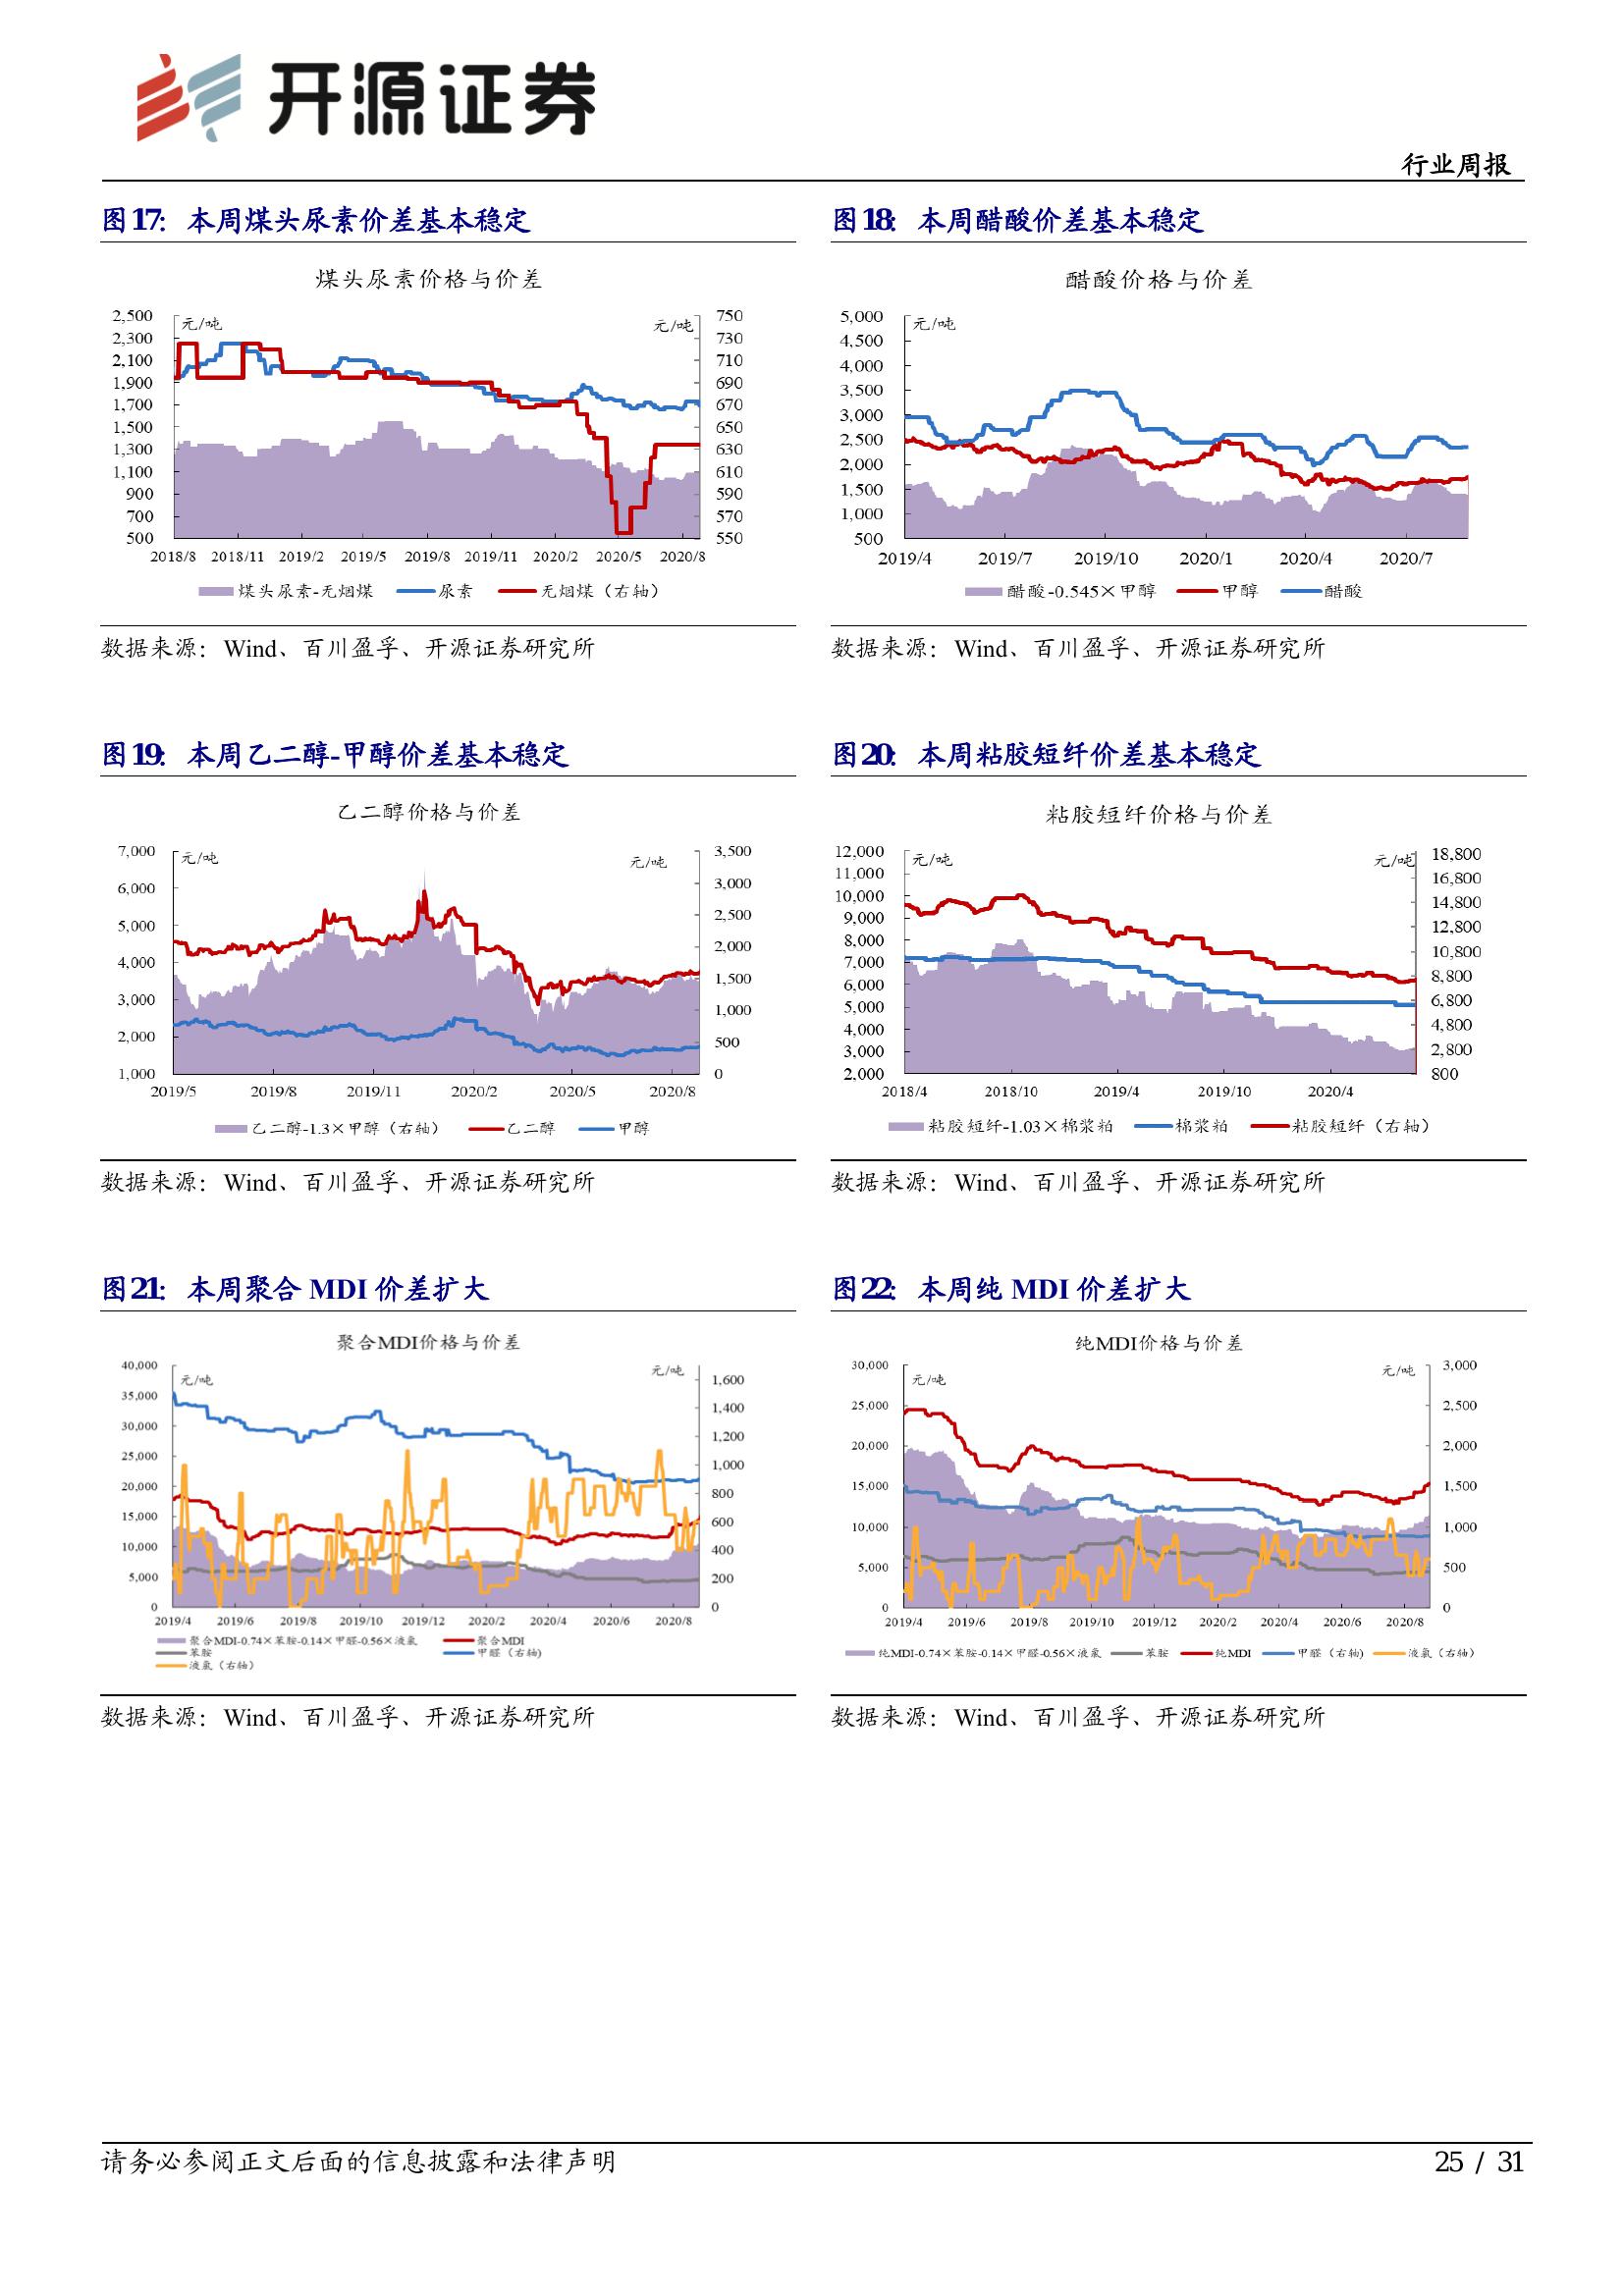 开源证券
行业周报
图17: 本周煤头尿素价差基本稳定
煤头尿素价格与价差
元/吨
元/吨
2,500
2,300
2,100
1,900
1,700
1,500
1,300
1,100
900
700
500
750
730
710
690
670
650
630
610
590
570
550
2018/8 2018/11 2019/2 2019/5 2019/8 2019/11 2020/2 2020/5 2020/8
煤头尿素-无烟煤 尿素 无烟煤（右轴）
数据来源：Wind、百川盈孚、开源证券研究所
图18: 本周醋酸价差基本稳定
醋酸价格与价差
元/吨
5,000
4,500
4,000
3,500
3,000
2,500
2,000
1,500
1,000
500
2019/4 2019/7 2019/10 2020/1 2020/4 2020/7
醋酸-0.545×甲醇 甲醇 醋酸
数据来源：Wind、百川盈孚、开源证券研究所
图19: 本周乙二醇-甲醇价差基本稳定
乙二醇价格与价差
元/吨
元/吨
7,000
6,000
5,000
4,000
3,000
2,000
1,000
3,500
3,000
2,500
2,000
1,500
1,000
500
0
2019/5 2019/8 2019/11 2020/2 2020/5 2020/8
乙二醇-1.3×甲醇（右轴） 乙二醇 甲醇
数据来源：Wind、百川盈孚、开源证券研究所
图20: 本周粘胶短纤价差基本稳定
粘胶短纤价格与价差
元/吨
元/吨
12,000
11,000
10,000
9,000
8,000
7,000
6,000
5,000
4,000
3,000
2,000
18,800
16,800
14,800
12,800
10,800
8,800
6,800
4,800
2,800
800
2018/4 2018/10 2019/4 2019/10 2020/4
粘胶短纤-1.03×棉浆粕 棉浆粕 粘胶短纤（右轴）
数据来源：Wind、百川盈孚、开源证券研究所
图21: 本周聚合 MDI 价差扩大
聚合MDI价格与价差
元/吨
元/吨
40,000
35,000
30,000
25,000
20,000
15,000
10,000
5,000
0
1,600
1,400
1,200
1,000
800
600
400
200
0
2019/4 2019/6 2019/8 2019/10 2019/12 2020/2 2020/4 2020/6 2020/8
聚合MDI-0.74×苯胺-0.14×甲醛-0.56×液氯 聚合MDI
苯胺 甲醛（右轴)
液氯（右轴）
数据来源：Wind、百川盈孚、开源证券研究所
图22: 本周纯 MDI 价差扩大
纯MDI价格与价差
元/吨
元/吨
30,000
25,000
20,000
15,000
10,000
5,000
0
3,000
2,500
2,000
1,500
1,000
500
0
2019/4 2019/6 2019/8 2019/10 2019/12 2020/2 2020/4 2020/6 2020/8
纯MDI-0.74×苯胺-0.14×甲醛-0.56×液氯 苯胺 纯MDI 甲醛（右轴) 液氯（右轴）
数据来源：Wind、百川盈孚、开源证券研究所
请务必参阅正文后面的信息披露和法律声明
25 / 31